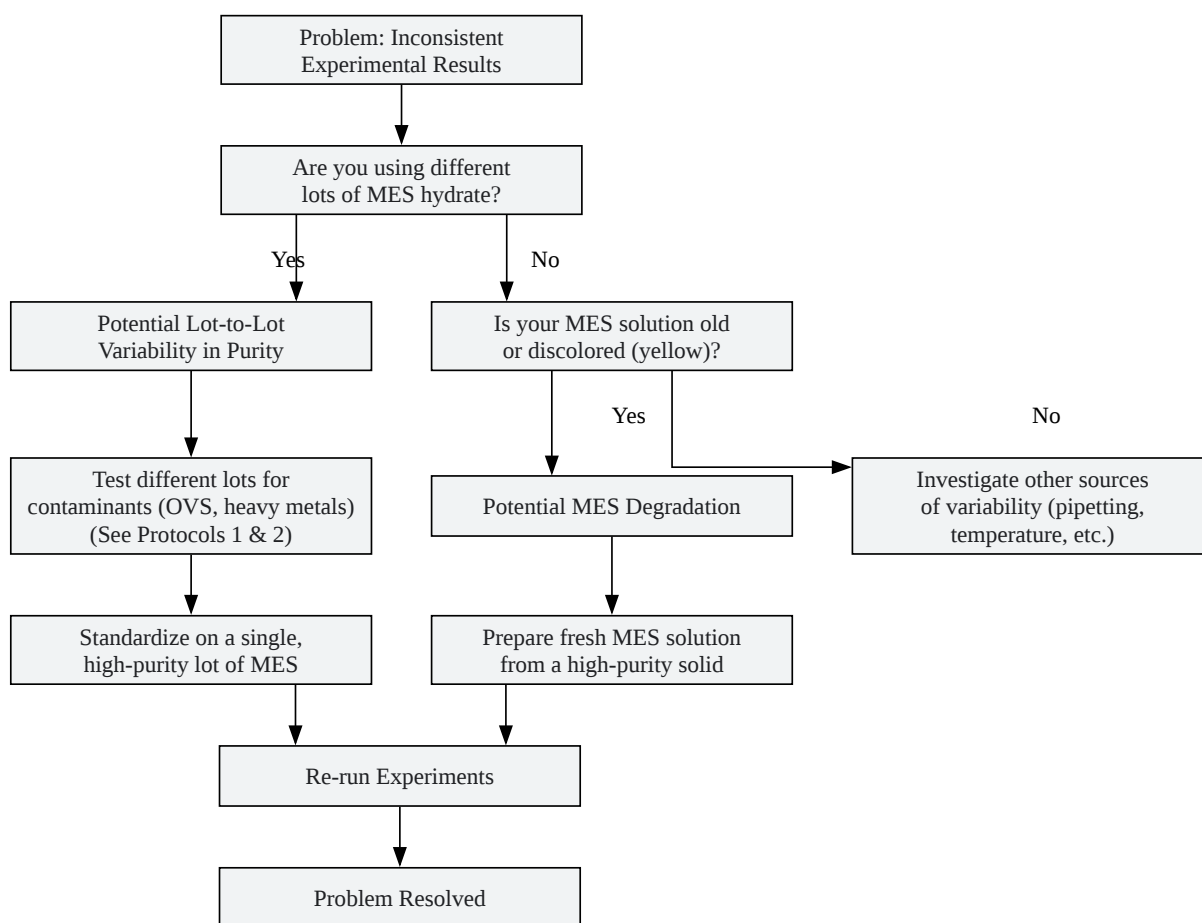 Problem: Inconsistent
Experimental Results
Are you using different
lots of MES hydrate?
Yes
No
Potential Lot-to-Lot
Variability in Purity
Is your MES solution old
or discolored (yellow)?
Yes
No
Test different lots for
contaminants (OVS, heavy metals)
(See Protocols 1 & 2)
Potential MES Degradation
Investigate other sources
of variability (pipetting,
temperature, etc.)
Standardize on a single,
high-purity lot of MES
Prepare fresh MES solution
from a high-purity solid
Re-run Experiments
Problem Resolved